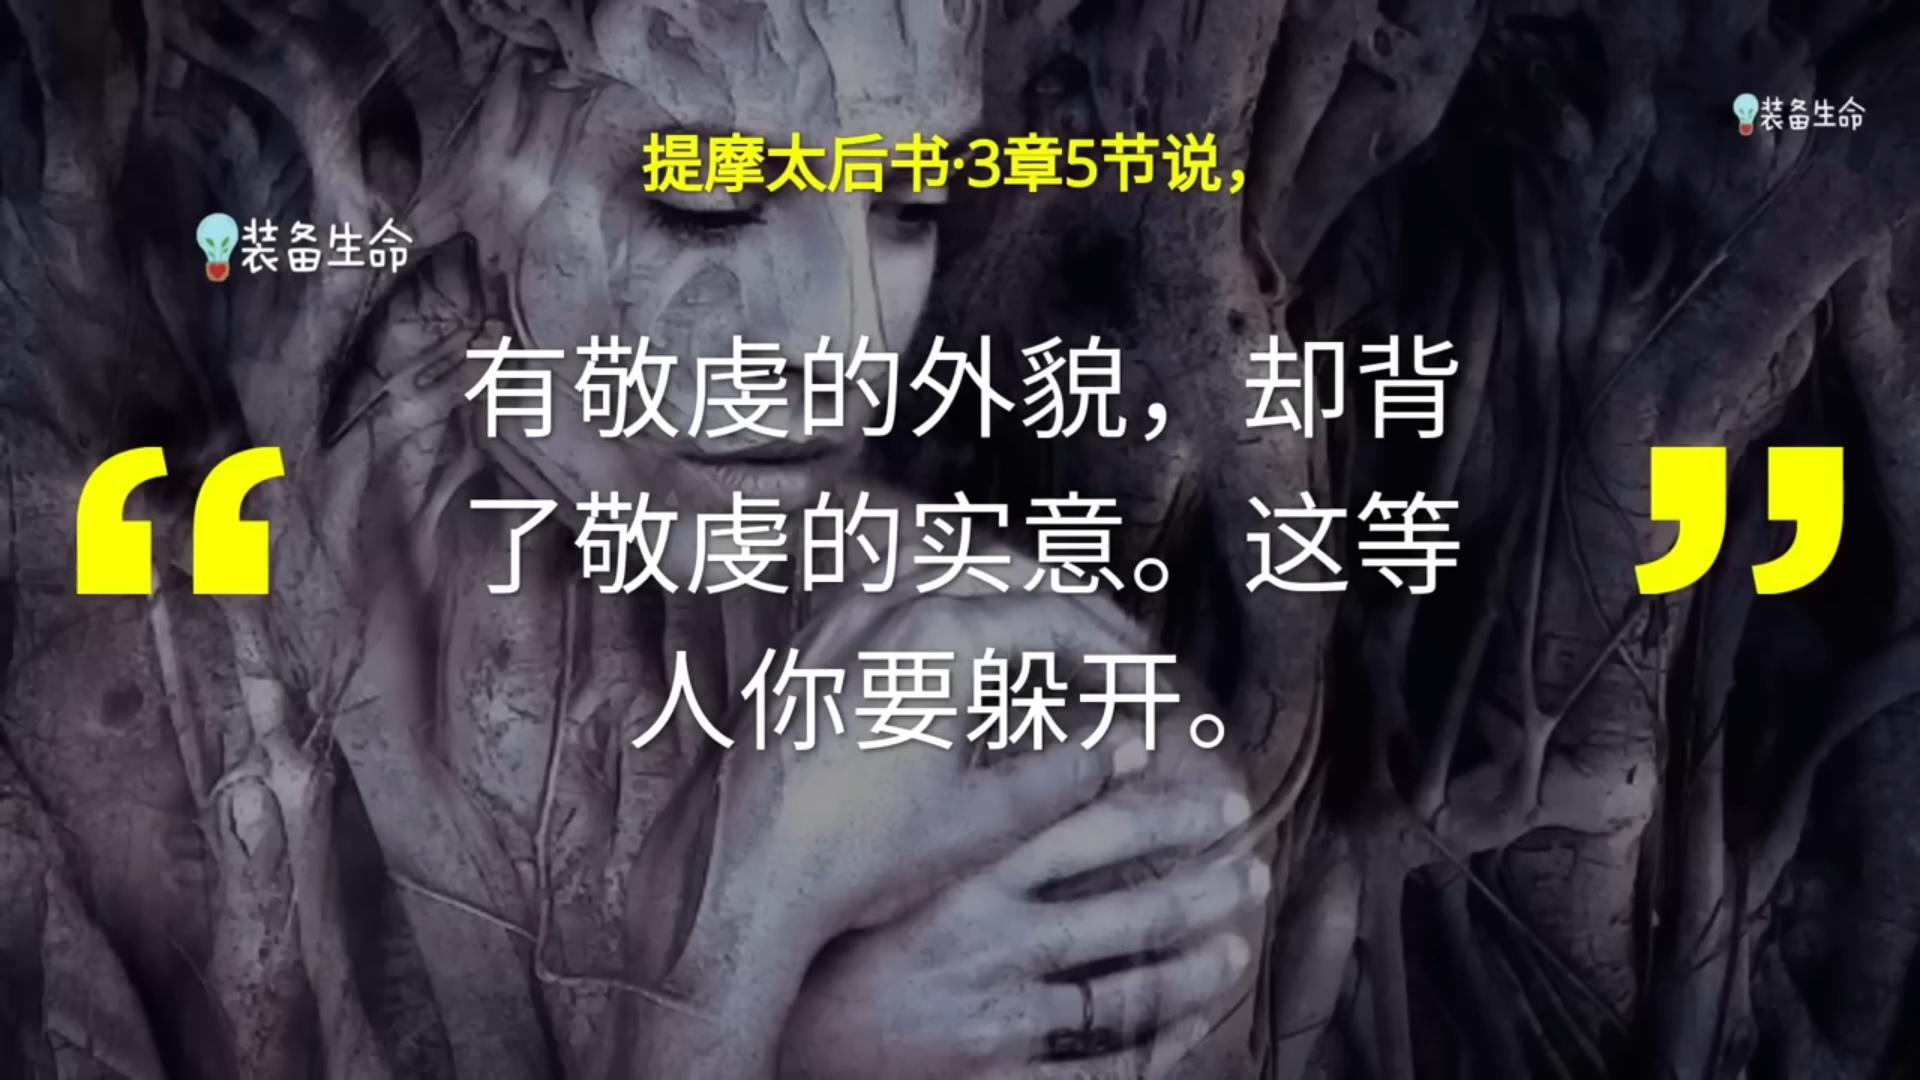 装备生命
提摩太后书·3章5节说，
装备生命
“有敬虔的外貌，却背
了敬虔的实意。这等
人你要躲开。”